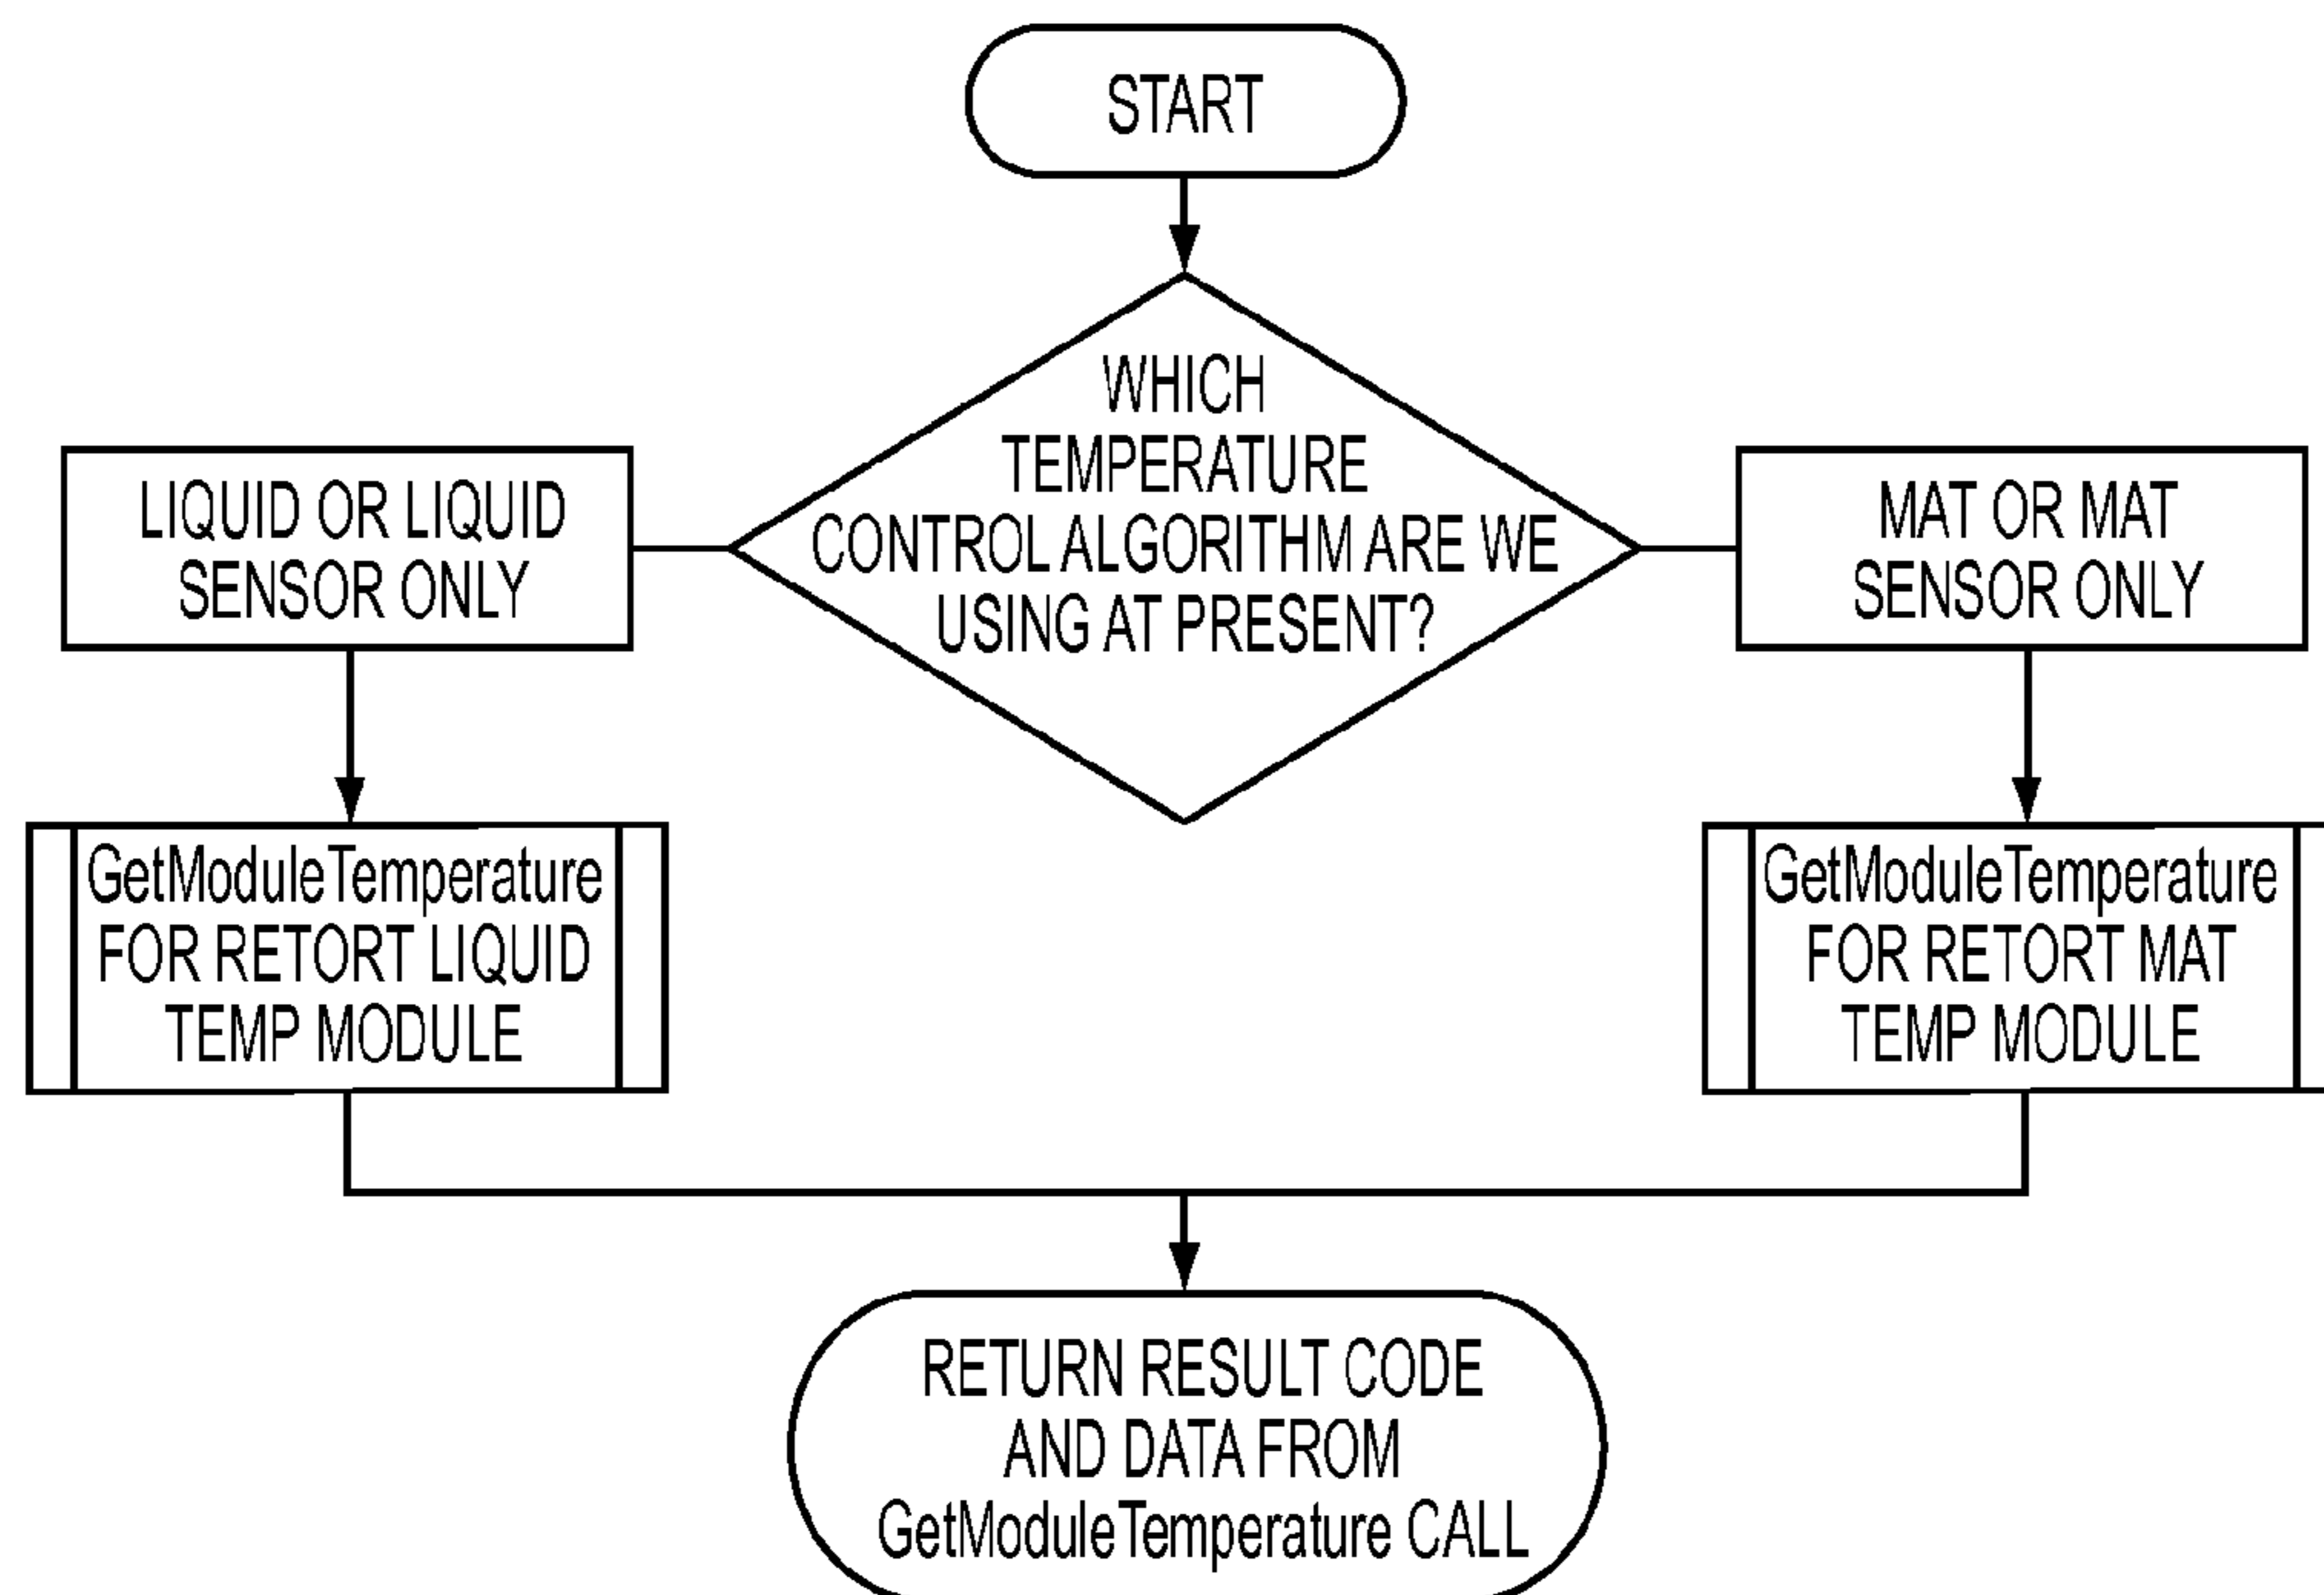 START
WHICH
TEMPERATURE
CONTROL ALGORITHM ARE WE
USING AT PRESENT?
LIQUID OR LIQUID
SENSOR ONLY
MAT OR MAT
SENSOR ONLY
GetModuleTemperature
FOR RETORT LIQUID
TEMP MODULE
GetModuleTemperature
FOR RETORT MAT
TEMP MODULE
RETURN RESULT CODE
AND DATA FROM
GetModuleTemperature CALL